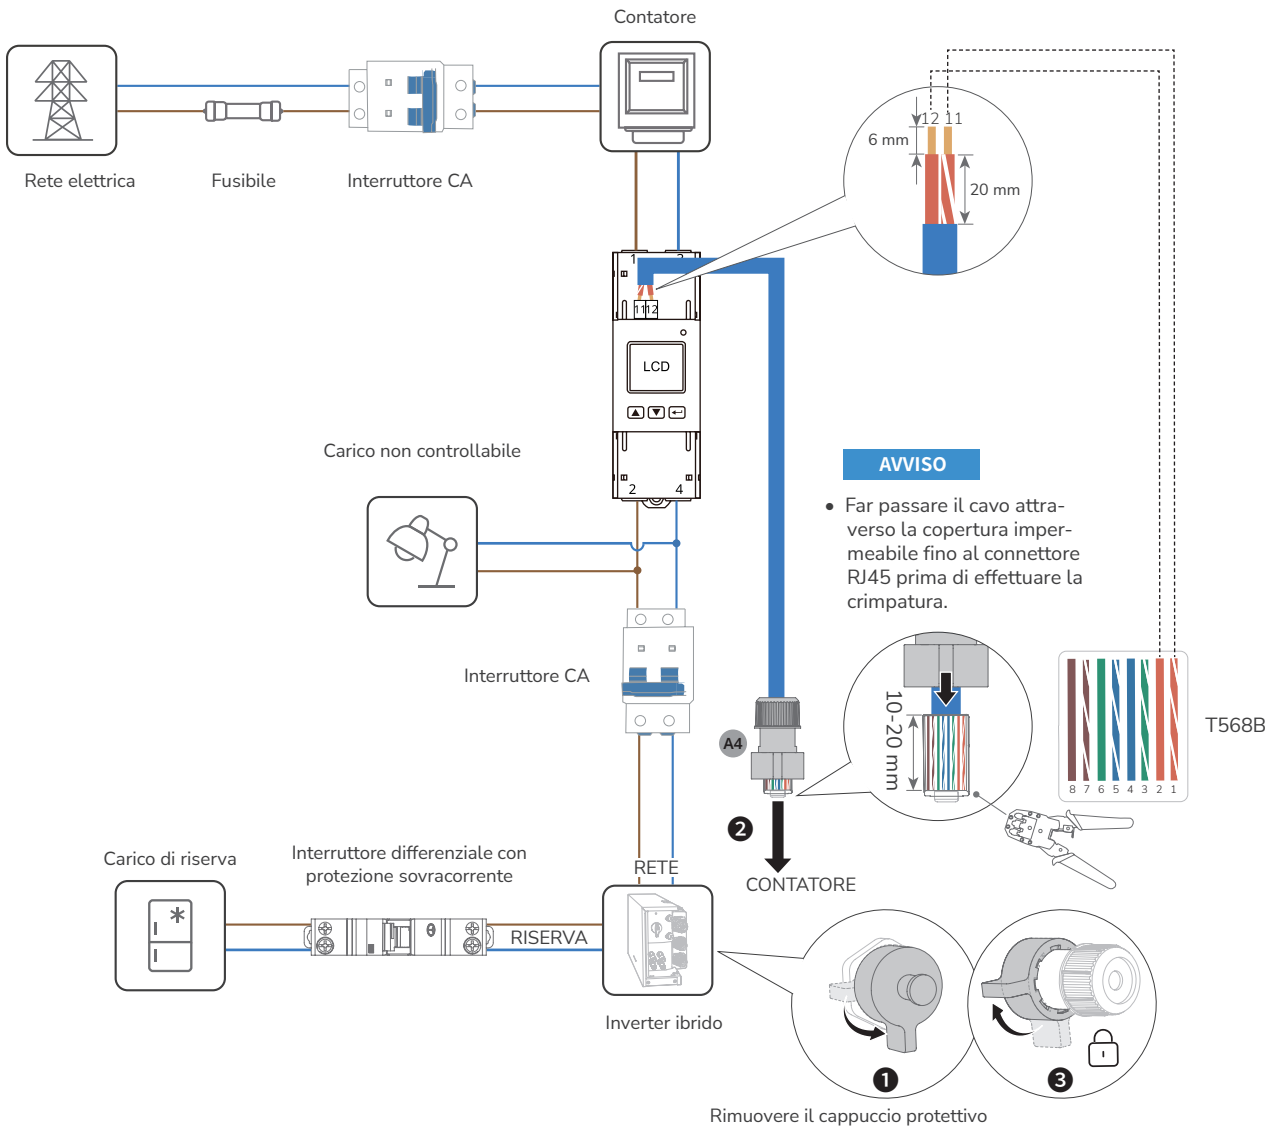 Contatore
Rete elettrica
Fusibile
Interruttore CA
12 11
6 mm
20 mm
1 3
11 12
LCD
2 4
Carico non controllabile
AVVISO
• Far passare il cavo attra-
verso la copertura imper-
meabile fino al connettore
RJ45 prima di effettuare la
crimpatura.
Interruttore CA
10-20 mm
A4
T568B
8 7 6 5 4 3 2 1
2
CONTATORE
RETE
Carico di riserva
Interruttore differenziale con
protezione sovracorrente
RISERVA
Inverter ibrido
1
3
Rimuovere il cappuccio protettivo